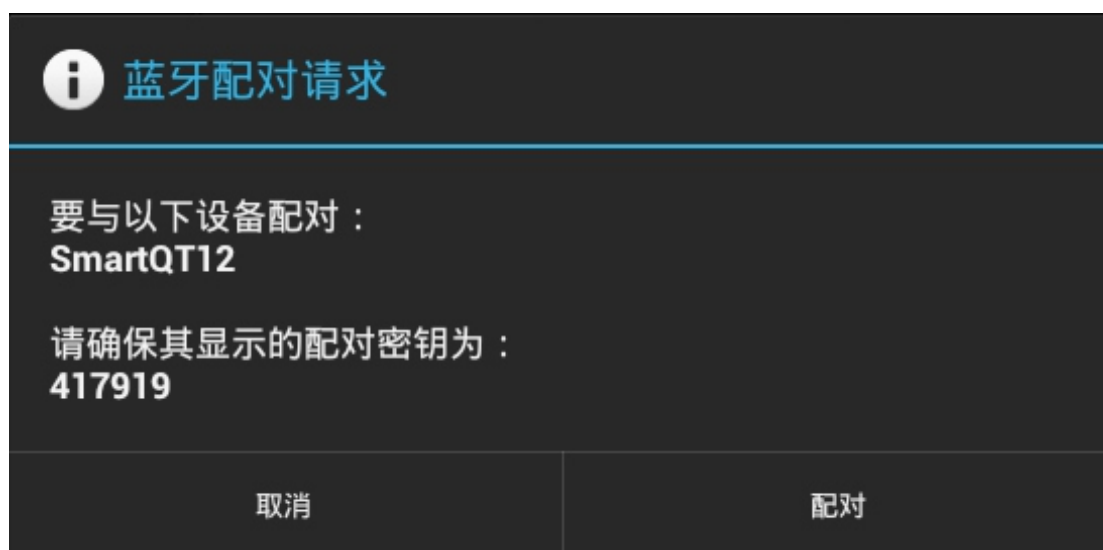 蓝牙配对请求
要与以下设备配对：
SmartQT12
请确保其显示的配对密钥为：
417919
取消
配对